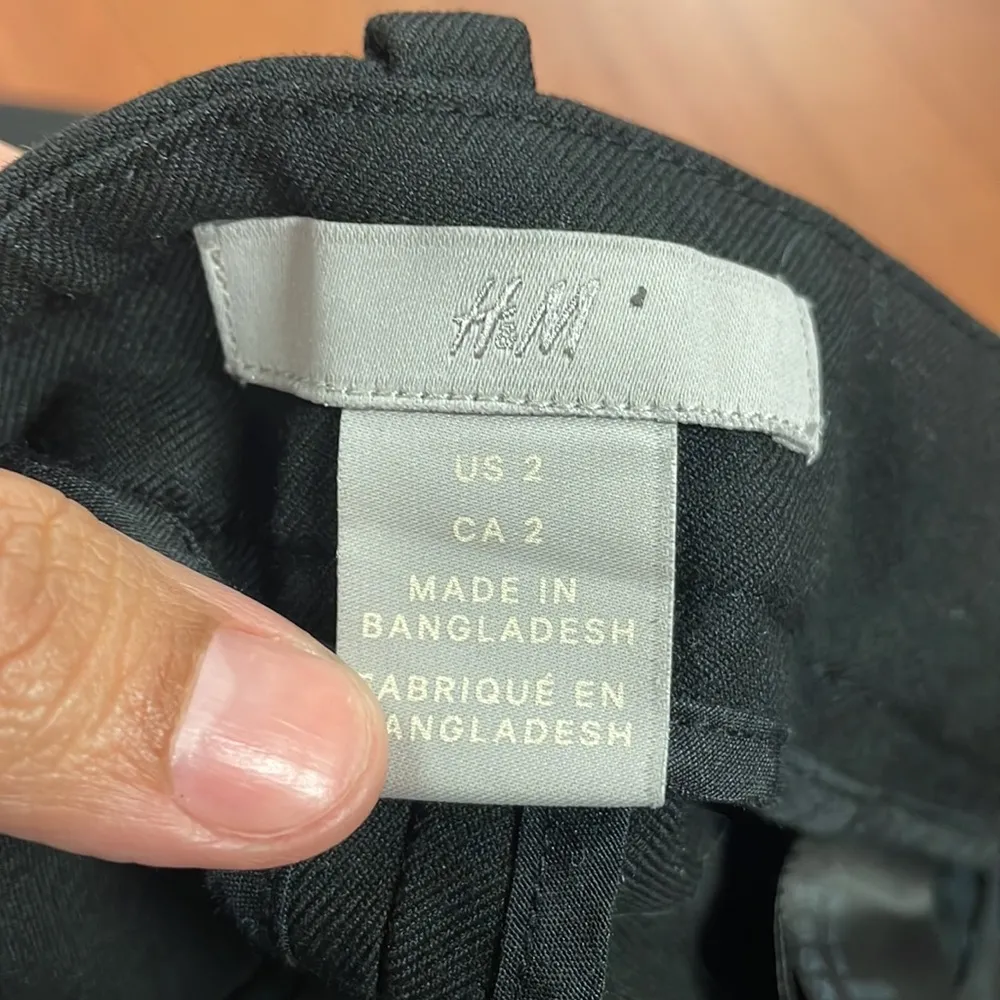 H&M
US 2
CA 2
MADE IN
BANGLADESH
FABRIQUÉ EN
BANGLADESH